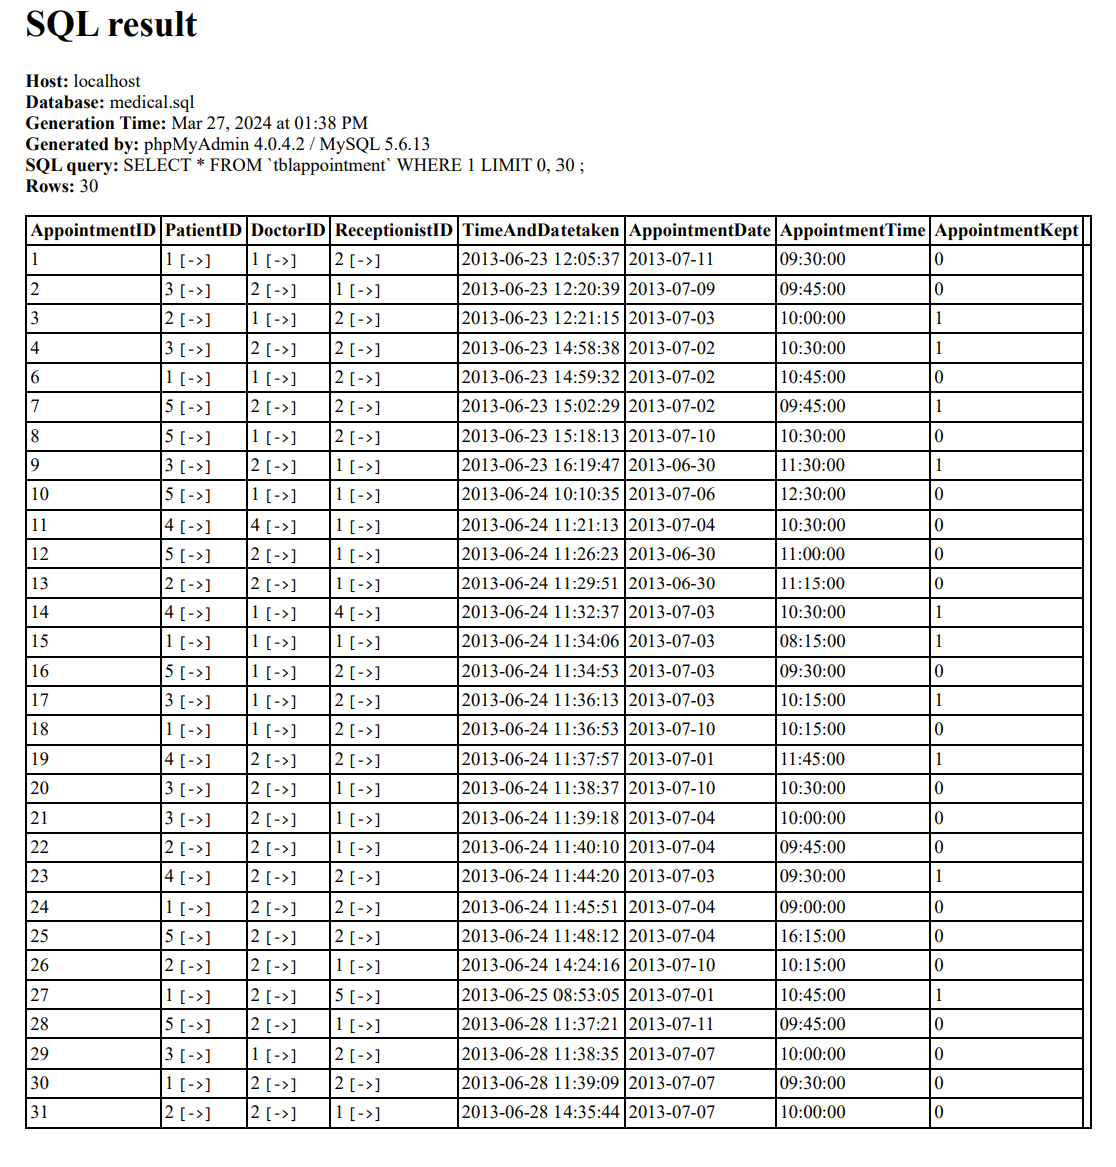 SQL result
Host: localhost
Database: medical.sql
Generation Time: Mar 27, 2024 at 01:38 PM
Generated by: phpMyAdmin 4.0.4.2 / MySQL 5.6.13
SQL query: SELECT * FROM `tblappointment` WHERE 1 LIMIT 0, 30 ;
Rows: 30
AppointmentID PatientID DoctorID ReceptionistID TimeAndDatetaken AppointmentDate AppointmentTime AppointmentKept
1 1 [->] 1 [->] 2 [->] 2013-06-23 12:05:37 2013-07-11 09:30:00 0
2 3 [->] 2 [->] 1 [->] 2013-06-23 12:20:39 2013-07-09 09:45:00 0
3 2 [->] 1 [->] 2 [->] 2013-06-23 12:21:15 2013-07-03 10:00:00 1
4 3 [->] 2 [->] 2 [->] 2013-06-23 14:58:38 2013-07-02 10:30:00 1
6 1 [->] 1 [->] 2 [->] 2013-06-23 14:59:32 2013-07-02 10:45:00 0
7 5 [->] 2 [->] 2 [->] 2013-06-23 15:02:29 2013-07-02 09:45:00 1
8 5 [->] 1 [->] 2 [->] 2013-06-23 15:18:13 2013-07-10 10:30:00 0
9 3 [->] 2 [->] 1 [->] 2013-06-23 16:19:47 2013-06-30 11:30:00 1
10 5 [->] 1 [->] 1 [->] 2013-06-24 10:10:35 2013-07-06 12:30:00 0
11 4 [->] 4 [->] 1 [->] 2013-06-24 11:21:13 2013-07-04 10:30:00 0
12 5 [->] 2 [->] 1 [->] 2013-06-24 11:26:23 2013-06-30 11:00:00 0
13 2 [->] 2 [->] 1 [->] 2013-06-24 11:29:51 2013-06-30 11:15:00 0
14 4 [->] 1 [->] 4 [->] 2013-06-24 11:32:37 2013-07-03 10:30:00 1
15 1 [->] 1 [->] 1 [->] 2013-06-24 11:34:06 2013-07-03 08:15:00 1
16 5 [->] 1 [->] 2 [->] 2013-06-24 11:34:53 2013-07-03 09:30:00 0
17 3 [->] 1 [->] 2 [->] 2013-06-24 11:36:13 2013-07-03 10:15:00 1
18 1 [->] 1 [->] 2 [->] 2013-06-24 11:36:53 2013-07-10 10:15:00 0
19 4 [->] 2 [->] 2 [->] 2013-06-24 11:37:57 2013-07-01 11:45:00 1
20 3 [->] 2 [->] 1 [->] 2013-06-24 11:38:37 2013-07-10 10:30:00 0
21 3 [->] 2 [->] 1 [->] 2013-06-24 11:39:18 2013-07-04 10:00:00 0
22 2 [->] 2 [->] 1 [->] 2013-06-24 11:40:10 2013-07-04 09:45:00 0
23 4 [->] 2 [->] 2 [->] 2013-06-24 11:44:20 2013-07-03 09:30:00 1
24 1 [->] 2 [->] 2 [->] 2013-06-24 11:45:51 2013-07-04 09:00:00 0
25 5 [->] 2 [->] 2 [->] 2013-06-24 11:48:12 2013-07-04 16:15:00 0
26 2 [->] 2 [->] 1 [->] 2013-06-24 14:24:16 2013-07-10 10:15:00 0
27 1 [->] 2 [->] 5 [->] 2013-06-25 08:53:05 2013-07-01 10:45:00 1
28 5 [->] 2 [->] 1 [->] 2013-06-28 11:37:21 2013-07-11 09:45:00 0
29 3 [->] 1 [->] 2 [->] 2013-06-28 11:38:35 2013-07-07 10:00:00 0
30 1 [->] 2 [->] 2 [->] 2013-06-28 11:39:09 2013-07-07 09:30:00 0
31 2 [->] 2 [->] 1 [->] 2013-06-28 14:35:44 2013-07-07 10:00:00 0